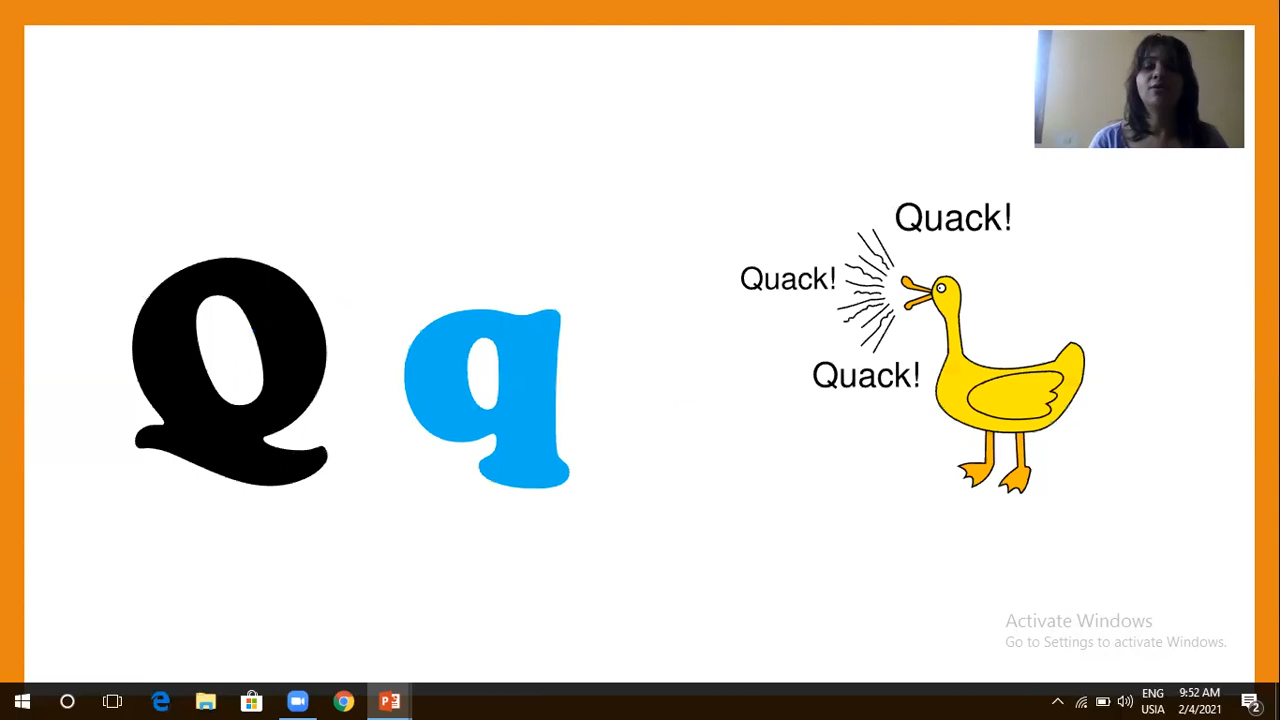 Quack!
Quack!
Q q
Quack!
Activate Windows
Go to Settings to activate Windows.
ENG
USIA
9:52 AM
2/4/2021
2